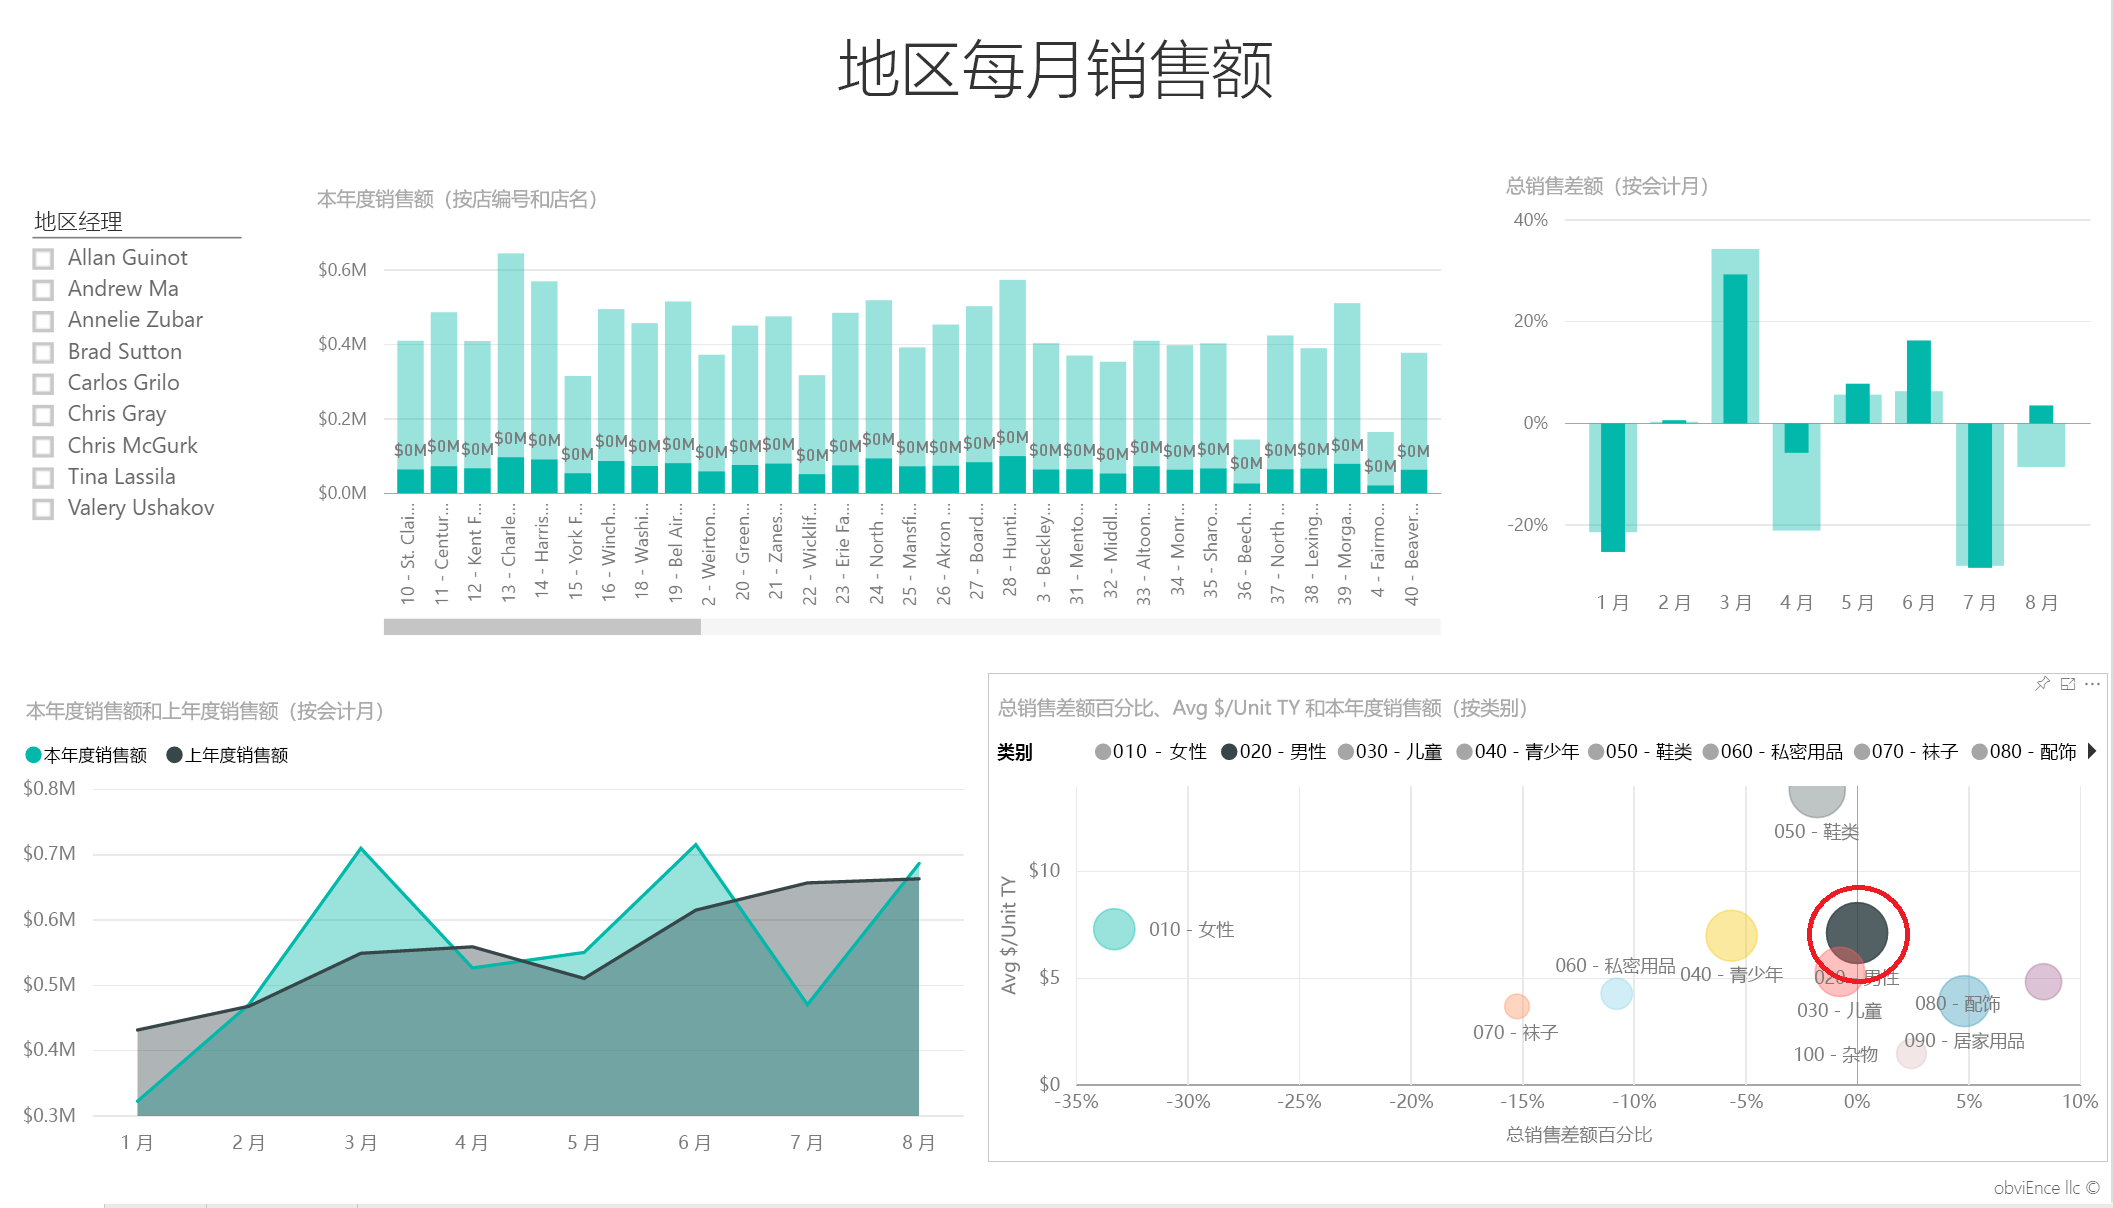 地区每月销售额
地区经理
Allan Guinot
Andrew Ma
Annelie Zubar
Brad Sutton
Carlos Grilo
Chris Gray
Chris McGurk
Tina Lassila
Valery Ushakov
本年度销售额（按店编号和店名）
$0.6M
$0.4M
$0.2M
$0.0M
$0M $0M $0M $0M $0M $0M $0M $0M $0M $0M $0M $0M $0M $0M $0M $0M $0M $0M $0M $0M $0M $0M $0M $0M $0M $0M $0M $0M $0M $0M $0M
10 - St. Clai...
11 - Centur...
12 - Kent F...
13 - Charle...
14 - Harris...
15 - York F...
16 - Winch...
18 - Washi...
19 - Bel Air...
2 - Weirton...
20 - Green...
21 - Zanes...
22 - Wicklif...
23 - Erie Fa...
24 - North ...
25 - Mansfi...
26 - Akron ...
27 - Board...
28 - Hunti...
3 - Beckley...
31 - Mento...
32 - Middl...
33 - Altoon...
34 - Monr...
35 - Sharo...
36 - Beech...
37 - North ...
38 - Lexing...
39 - Morga...
4 - Fairmo...
40 - Beaver...
总销售差额（按会计月）
40%
20%
0%
-20%
1 月 2 月 3 月 4 月 5 月 6 月 7 月 8 月
本年度销售额和上年度销售额（按会计月）
本年度销售额 上年度销售额
$0.8M
$0.7M
$0.6M
$0.5M
$0.4M
$0.3M
1 月 2 月 3 月 4 月 5 月 6 月 7 月 8 月
总销售差额百分比、Avg $/Unit TY 和本年度销售额（按类别）
类别 010 - 女性 020 - 男性 030 - 儿童 040 - 青少年 050 - 鞋类 060 - 私密用品 070 - 袜子 080 - 配饰
Avg $/Unit TY
$10
$5
$0
050 - 鞋类
010 - 女性
060 - 私密用品
040 - 青少年
020 - 男性
030 - 儿童
080 - 配饰
070 - 袜子
090 - 居家用品
100 - 杂物
-35% -30% -25% -20% -15% -10% -5% 0% 5% 10%
总销售差额百分比
obviEnce llc ©